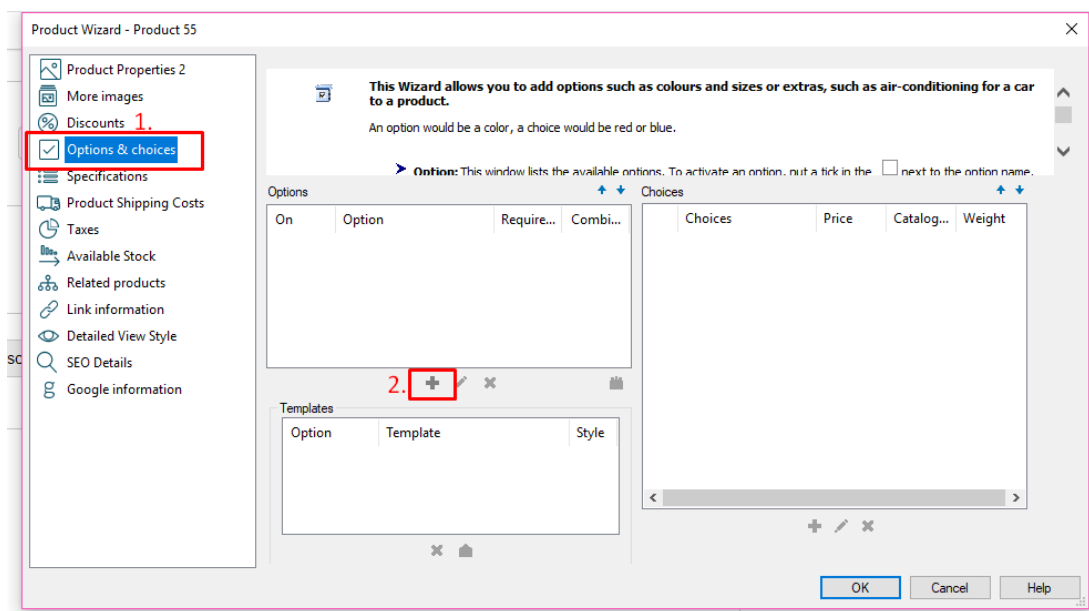 Product Wizard - Product 55
Product Properties 2
More images
Discounts
1.
Options & choices
Specifications
Product Shipping Costs
Taxes
Available Stock
Related products
Link information
Detailed View Style
SEO Details
Google information
This Wizard allows you to add options such as colours and sizes or extras, such as air-conditioning for a car
to a product.
An option would be a color, a choice would be red or blue.
Option: This window lists the available options. To activate an option, put a tick in the next to the option name.
Options
On Option Require... Combi...
2.
Templates
Option Template Style
Choices
Choices Price Catalog... Weight
OK Cancel Help